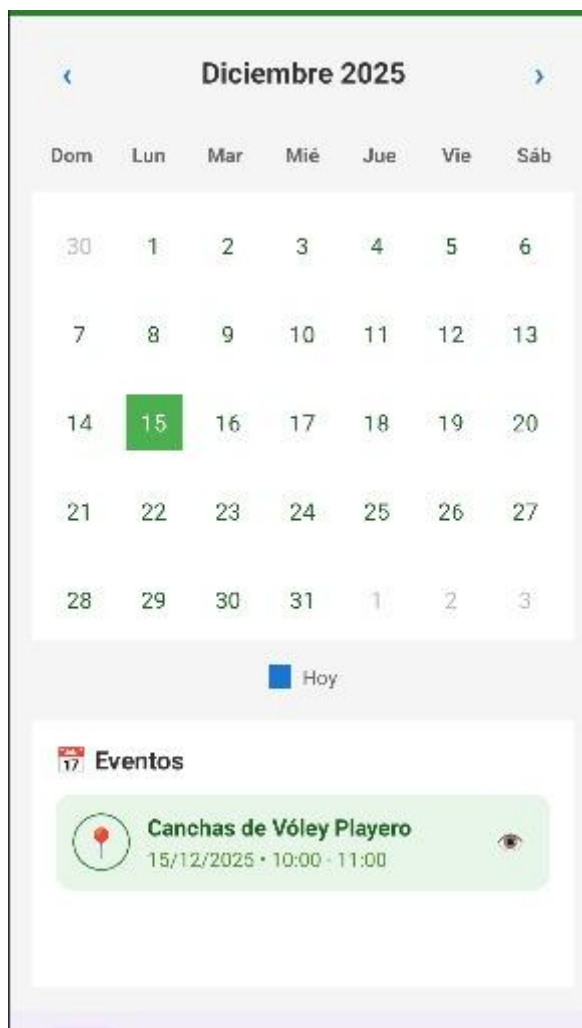 ‹ Diciembre 2025 ›
Dom Lun Mar Mié Jue Vie Sáb
30 1 2 3 4 5 6
7 8 9 10 11 12 13
14 15 16 17 18 19 20
21 22 23 24 25 26 27
28 29 30 31 1 2 3
Hoy
17 Eventos
Canchas de Vóley Playero
15/12/2025 • 10:00 - 11:00